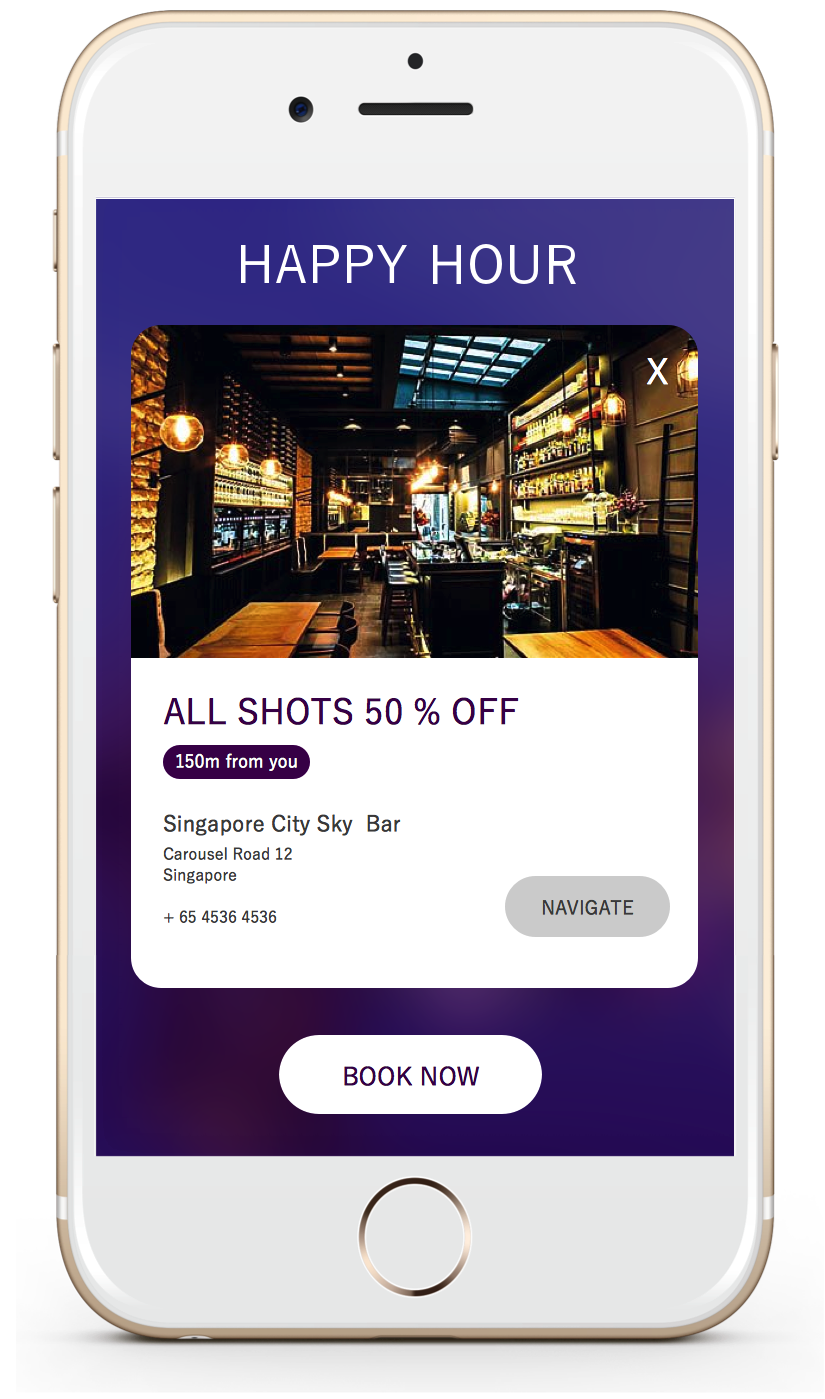 HAPPY HOUR
X
ALL SHOTS 50 % OFF
150m from you
Singapore City Sky  Bar
Carousel Road 12
Singapore
+ 65 4536 4536
NAVIGATE
BOOK NOW